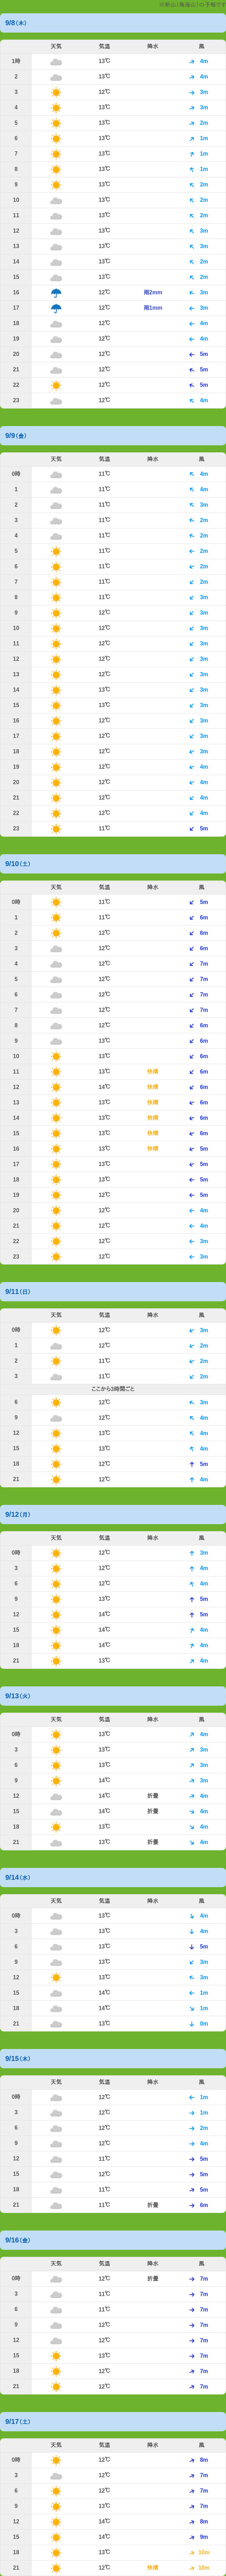 ※新山（鳥海山）の予報です
9/8(木)
天気 気温 降水 風
1時 13℃ 4m
2 13℃ 4m
3 12℃ 3m
4 13℃ 3m
5 13℃ 2m
6 13℃ 1m
7 13℃ 1m
8 13℃ 1m
9 13℃ 2m
10 13℃ 2m
11 13℃ 2m
12 13℃ 3m
13 13℃ 3m
14 13℃ 2m
15 13℃ 2m
16 12℃ 雨2mm 3m
17 12℃ 雨1mm 3m
18 12℃ 4m
19 12℃ 4m
20 12℃ 5m
21 12℃ 5m
22 12℃ 5m
23 12℃ 4m
9/9(金)
天気 気温 降水 風
0時 11℃ 4m
1 11℃ 4m
2 11℃ 3m
3 11℃ 2m
4 11℃ 2m
5 11℃ 2m
6 12℃ 2m
7 11℃ 2m
8 11℃ 3m
9 12℃ 3m
10 13℃ 3m
11 13℃ 3m
12 12℃ 3m
13 12℃ 3m
14 13℃ 3m
15 13℃ 3m
16 12℃ 3m
17 12℃ 3m
18 12℃ 3m
19 12℃ 4m
20 12℃ 4m
21 12℃ 4m
22 12℃ 4m
23 11℃ 5m
9/10(土)
天気 気温 降水 風
0時 11℃ 5m
1 11℃ 6m
2 12℃ 6m
3 12℃ 6m
4 12℃ 7m
5 12℃ 7m
6 12℃ 7m
7 12℃ 7m
8 12℃ 6m
9 13℃ 6m
10 13℃ 6m
11 13℃ 快晴 6m
12 14℃ 快晴 6m
13 13℃ 快晴 6m
14 13℃ 快晴 6m
15 13℃ 快晴 6m
16 13℃ 快晴 5m
17 13℃ 5m
18 13℃ 5m
19 12℃ 5m
20 12℃ 4m
21 12℃ 4m
22 12℃ 3m
23 12℃ 3m
9/11(日)
天気 気温 降水 風
0時 12℃ 3m
1 12℃ 2m
2 11℃ 2m
3 11℃ 2m
ここから3時間ごと
6 12℃ 3m
9 12℃ 4m
12 13℃ 4m
15 13℃ 4m
18 12℃ 5m
21 12℃ 4m
9/12(月)
天気 気温 降水 風
0時 12℃ 3m
3 12℃ 4m
6 12℃ 4m
9 13℃ 5m
12 14℃ 5m
15 14℃ 4m
18 14℃ 4m
21 13℃ 4m
9/13(火)
天気 気温 降水 風
0時 13℃ 4m
3 13℃ 3m
6 13℃ 3m
9 14℃ 3m
12 14℃ 折畳 4m
15 14℃ 折畳 4m
18 13℃ 4m
21 13℃ 折畳 4m
9/14(水)
天気 気温 降水 風
0時 13℃ 4m
3 13℃ 4m
6 13℃ 5m
9 13℃ 3m
12 13℃ 3m
15 14℃ 1m
18 14℃ 1m
21 13℃ 0m
9/15(木)
天気 気温 降水 風
0時 12℃ 1m
3 12℃ 1m
6 12℃ 2m
9 12℃ 4m
12 11℃ 5m
15 12℃ 5m
18 11℃ 5m
21 11℃ 折畳 6m
9/16(金)
天気 気温 降水 風
0時 12℃ 折畳 7m
3 11℃ 7m
6 11℃ 7m
9 12℃ 7m
12 12℃ 7m
15 13℃ 7m
18 12℃ 7m
21 12℃ 7m
9/17(土)
天気 気温 降水 風
0時 12℃ 8m
3 12℃ 7m
6 12℃ 7m
9 13℃ 7m
12 14℃ 8m
15 14℃ 9m
18 13℃ 10m
21 12℃ 快晴 10m